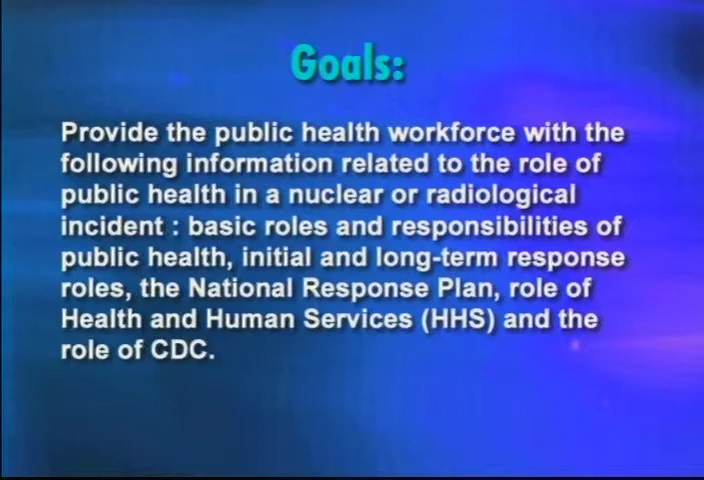 Goals:
Provide the public health workforce with the
following information related to the role of
public health in a nuclear or radiological
incident : basic roles and responsibilities of
public health, initial and long-term response
roles, the National Response Plan, role of
Health and Human Services (HHS) and the
role of CDC.